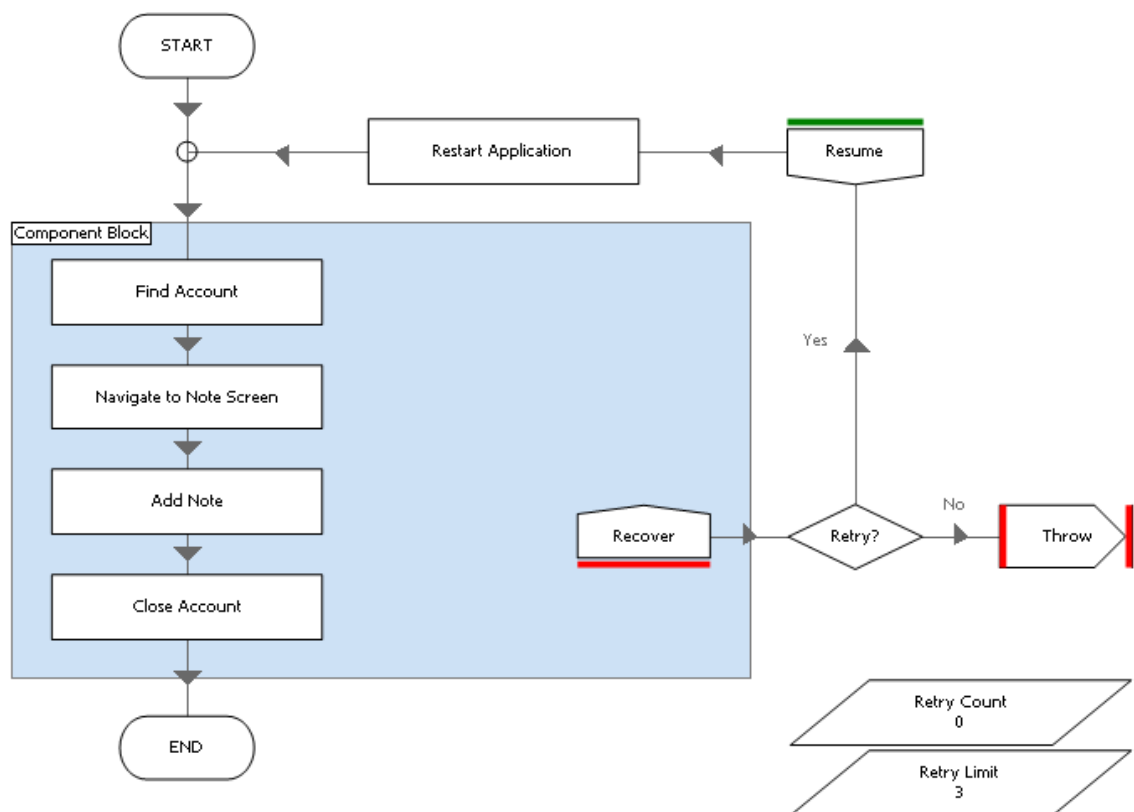 START
Restart Application
Resume
Component Block
Find Account
Navigate to Note Screen
Yes
Add Note
Recover
Retry?
No
Throw
Close Account
END
Retry Count
0
Retry Limit
3